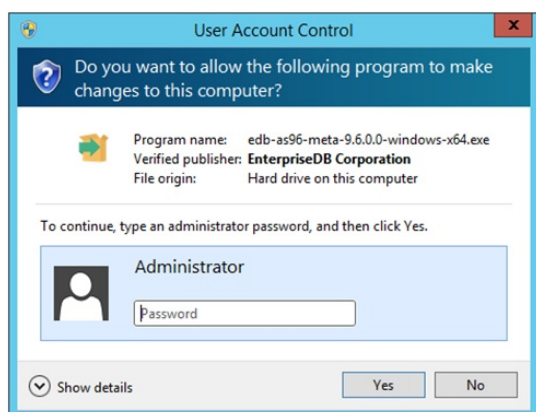 User Account Control
x
Do you want to allow the following program to make
changes to this computer?
Program name: edb-as96-meta-9.6.0.0-windows-x64.exe
Verified publisher: EnterpriseDB Corporation
File origin: Hard drive on this computer
To continue, type an administrator password, and then click Yes.
Administrator
Password
Show details Yes No